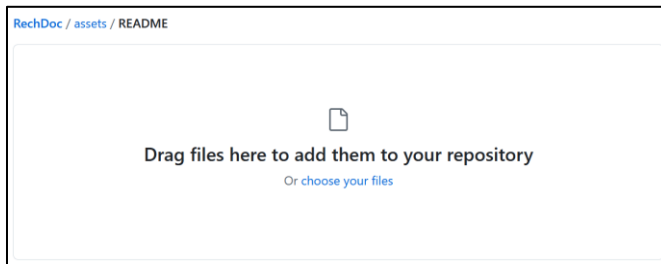 RechDoc / assets / README
Drag files here to add them to your repository
Or choose your files